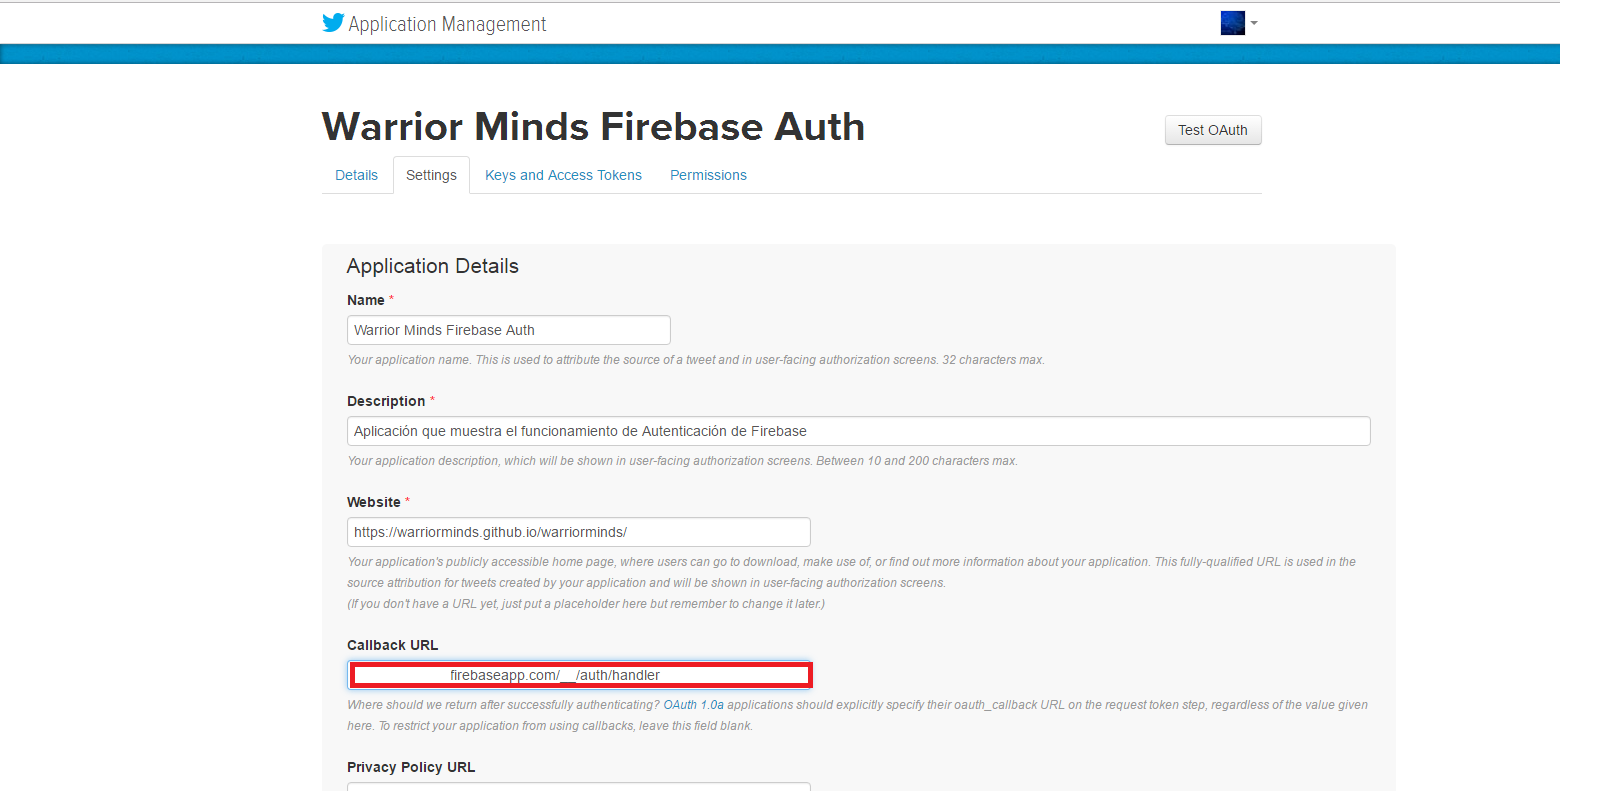 Application Management
Warrior Minds Firebase Auth
Test OAuth
Details
Settings
Keys and Access Tokens
Permissions
Application Details
Name *
Warrior Minds Firebase Auth
Your application name. This is used to attribute the source of a tweet and in user-facing authorization screens. 32 characters max.
Description *
Aplicación que muestra el funcionamiento de Autenticación de Firebase
Your application description, which will be shown in user-facing authorization screens. Between 10 and 200 characters max.
Website *
https://warriorminds.github.io/warriorminds/
Your application's publicly accessible home page, where users can go to download, make use of, or find out more information about your application. This fully-qualified URL is used in the
source attribution for tweets created by your application and will be shown in user-facing authorization screens.
(If you don't have a URL yet, just put a placeholder here but remember to change it later.)
Callback URL
firebaseapp.com/__/auth/handler
Where should we return after successfully authenticating? OAuth 1.0a applications should explicitly specify their oauth_callback URL on the request token step, regardless of the value given
here. To restrict your application from using callbacks, leave this field blank.
Privacy Policy URL